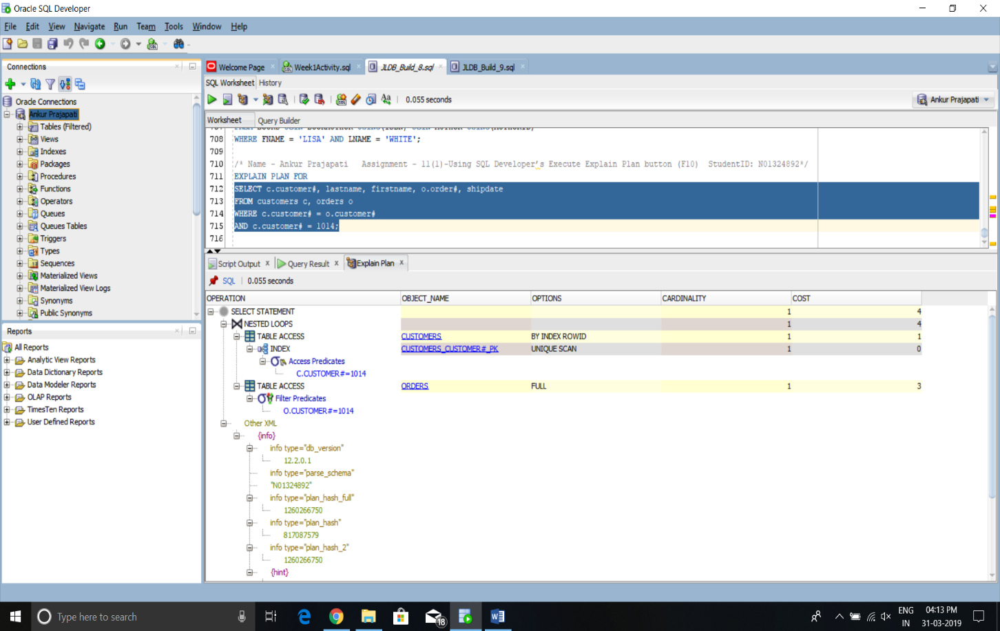 Oracle SQL Developer
File Edit View Navigate Run Team Tools Window Help
Connections
Oracle Connections
Ankur Prajapati
Tables (Filtered)
Views
Indexes
Packages
Procedures
Functions
Operators
Queues
Queues Tables
Triggers
Types
Sequences
Materialized Views
Materialized View Logs
Synonyms
Public Synonyms
Reports
All Reports
Analytic View Reports
Data Dictionary Reports
Data Modeler Reports
OLAP Reports
TimesTen Reports
User Defined Reports
Welcome Page Week1Activity.sql JLDB_Build_8.sql JLDB_Build_9.sql
SQL Worksheet History
0.055 seconds Ankur Prajapati
Worksheet Query Builder
708 WHERE FNAME = 'LISA' AND LNAME = 'WHITE';
709
710 /* Name - Ankur Prajapati Assignment - 11(1)-Using SQL Developer's Execute Explain Plan button (F10) StudentID: N01324892*/
711 EXPLAIN PLAN FOR
712 SELECT c.customer#, lastname, firstname, o.order#, shipdate
713 FROM customers c, orders o
714 WHERE c.customer# = o.customer#
715 AND c.customer# = 1014;
716
Script Output Query Result Explain Plan
SQL 0.055 seconds
OPERATION OBJECT_NAME OPTIONS CARDINALITY COST
SELECT STATEMENT 1 4
NESTED LOOPS 1 4
TABLE ACCESS CUSTOMERS BY INDEX ROWID 1 1
INDEX CUSTOMERS_CUSTOMER#_PK UNIQUE SCAN 1 0
Access Predicates
C.CUSTOMER#=1014
TABLE ACCESS ORDERS FULL 1 3
Filter Predicates
O.CUSTOMER#=1014
Other XML
{info}
info type="db_version"
12.2.0.1
info type="parse_schema"
"N01324892"
info type="plan_hash_full"
1260266750
info type="plan_hash"
817087579
info type="plan_hash_2"
1260266750
{hint}
Type here to search
18
ENG
IN
04:13 PM
31-03-2019